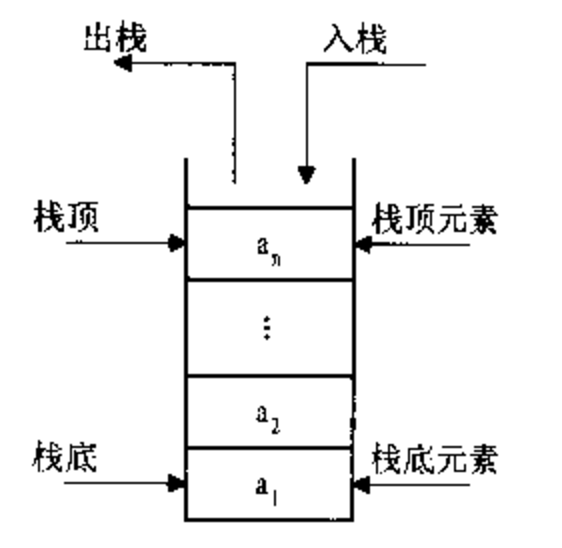 出栈 入栈
栈顶 栈顶元素
aₙ
⋮
a₂
栈底 栈底元素
a₁